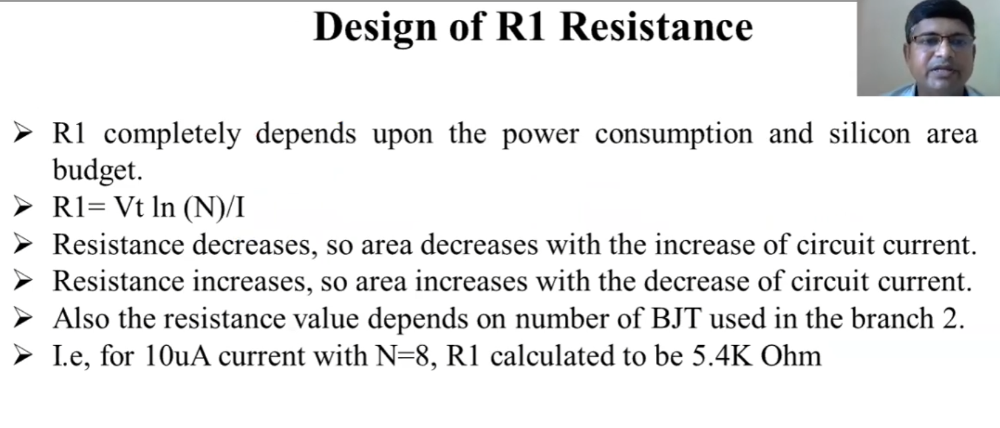 Design of R1 Resistance
➢ R1 completely depends upon the power consumption and silicon area
budget.
➢ R1= Vt ln (N)/I
➢ Resistance decreases, so area decreases with the increase of circuit current.
➢ Resistance increases, so area increases with the decrease of circuit current.
➢ Also the resistance value depends on number of BJT used in the branch 2.
➢ I.e, for 10uA current with N=8, R1 calculated to be 5.4K Ohm